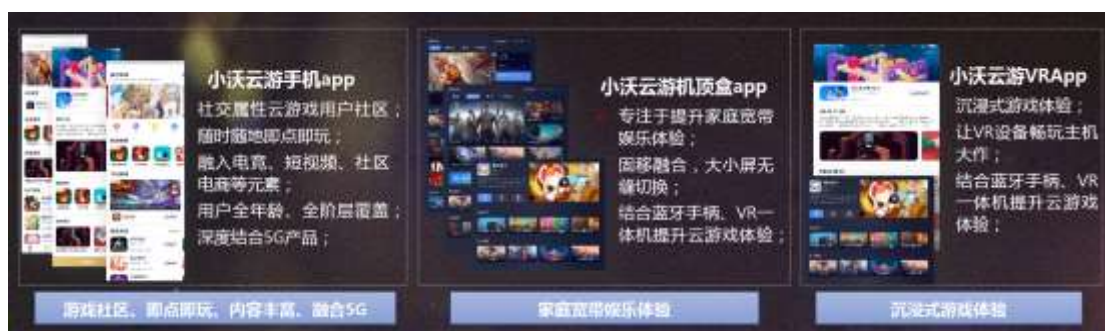 小沃云游手机app
社交属性云游戏用户社区；
随时随地即点即玩；
融入电竞、短视频、社区
电商等元素；
用户全年龄、全阶层覆盖；
深度结合5G产品；
游戏社区、即点即玩、内容丰富、融合5G
小沃云游机顶盒app
专注于提升家庭宽带
娱乐体验；
固移融合，大小屏无
缝切换；
结合蓝牙手柄、VR一
体机提升云游戏体验；
家庭宽带娱乐体验
小沃云游VRApp
沉浸式游戏体验；
让VR设备畅玩主机
大作；
结合蓝牙手柄、VR
一体机提升云游戏
体验；
沉浸式游戏体验